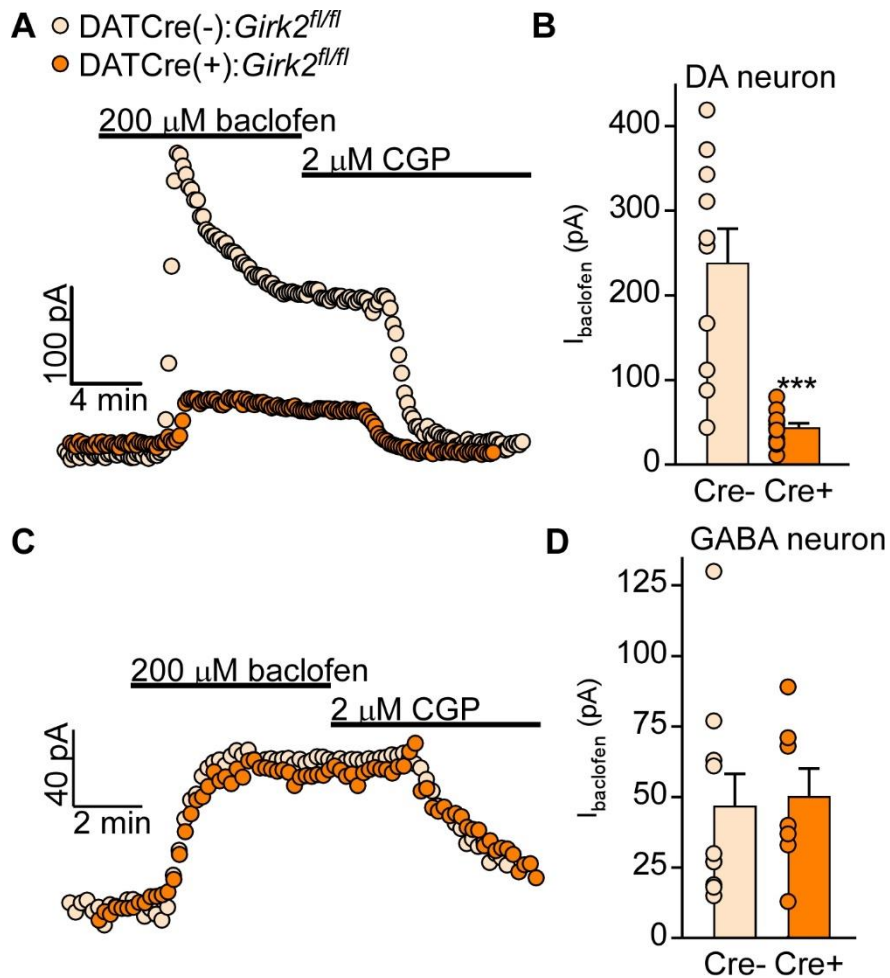 A
DATCre(-):Girk2fl/fl
DATCre(+):Girk2fl/fl
200 μM baclofen
2 μM CGP
100 pA
4 min
B
DA neuron
400
300
200
100
0
Ibaclofen (pA)
***
Cre- Cre+
C
200 μM baclofen
2 μM CGP
40 pA
2 min
D
GABA neuron
125
100
75
50
25
0
Ibaclofen (pA)
Cre- Cre+